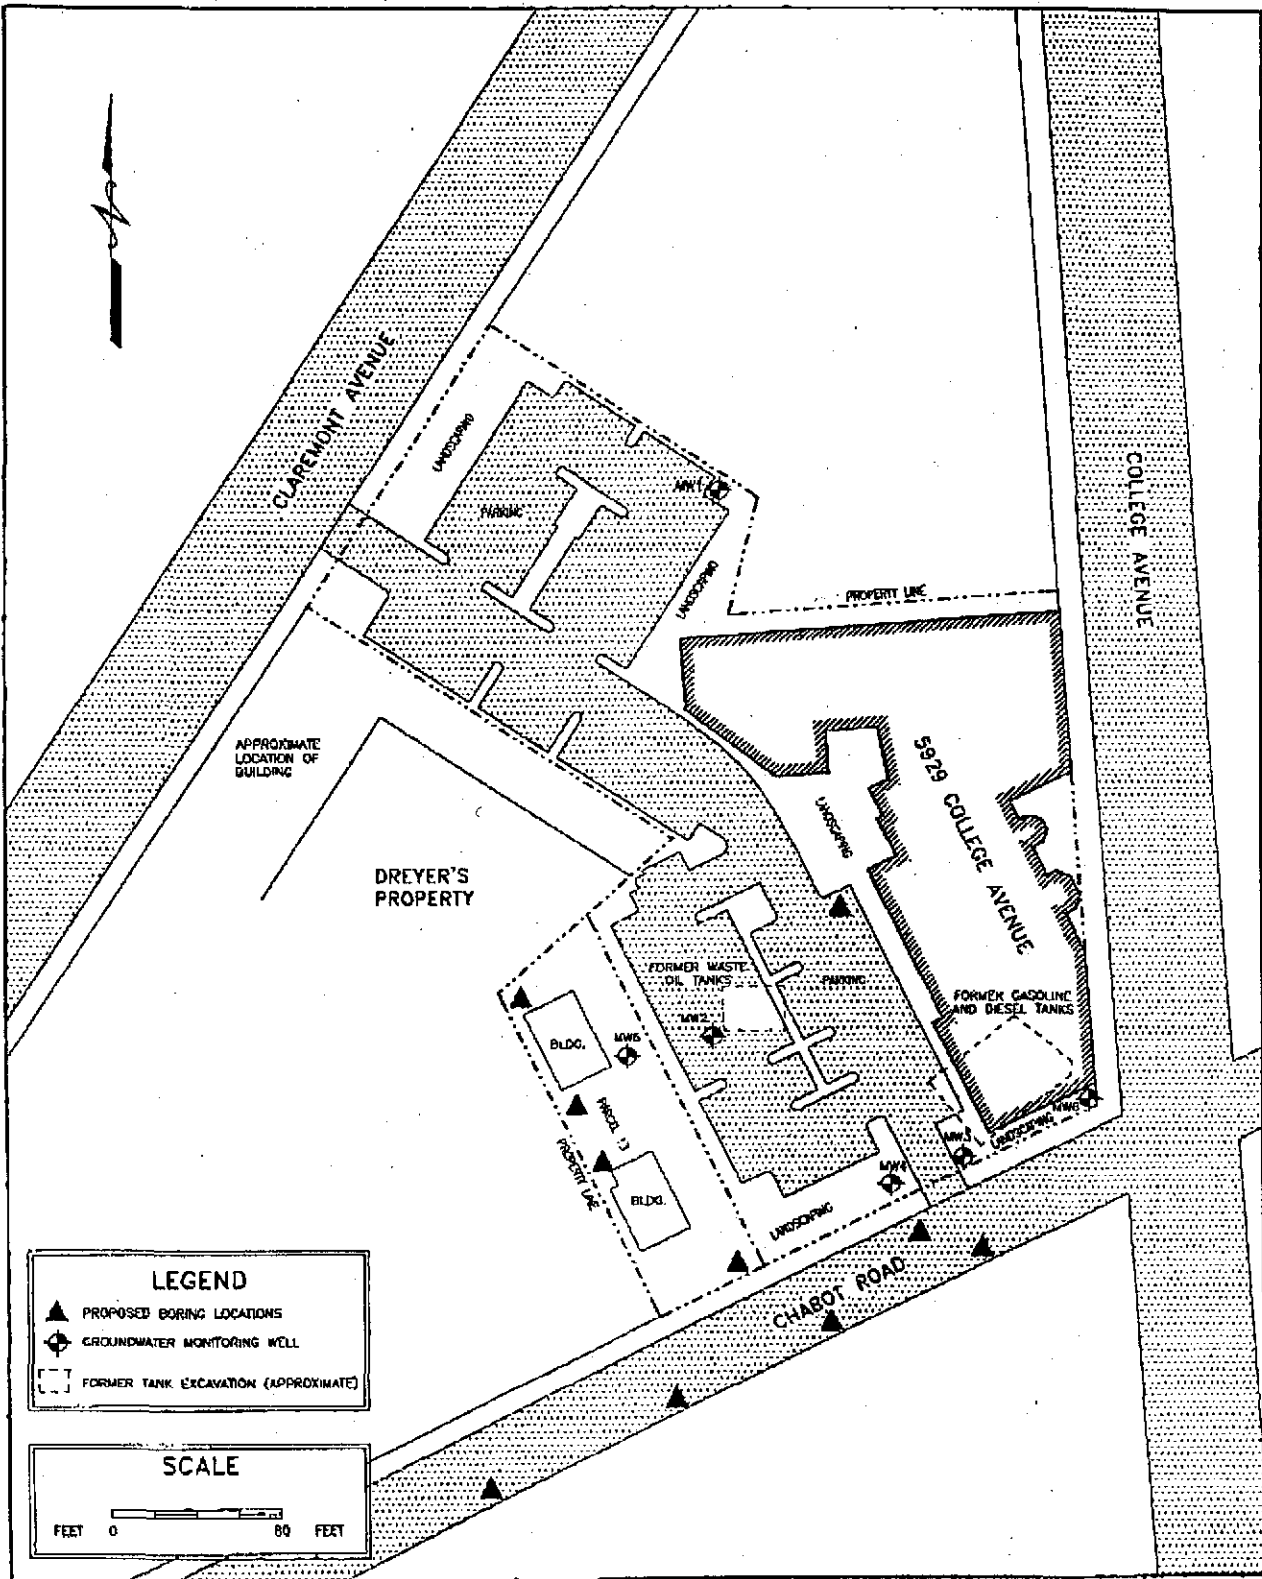 CLAREMONT AVENUE
COLLEGE AVENUE
LANDSCAPING
PARKING
MW1
LANDSCAPING
PROPERTY LINE
APPROXIMATE
LOCATION OF
BUILDING
DREYER'S
PROPERTY
LANDSCAPING
5929 COLLEGE AVENUE
FORMER WASTE
OIL TANKS
PARKING
FORMER GASOLINE
AND DIESEL TANKS
MW2
MW5
BLDG.
PARCEL 13
PROPERTY LINE
BLDG.
MW6
LANDSCAPING
MW3
MW4
LANDSCAPING
CHABOT ROAD
LEGEND
PROPOSED BORING LOCATIONS
GROUNDWATER MONITORING WELL
FORMER TANK EXCAVATION (APPROXIMATE)
SCALE
FEET 0 60 FEET